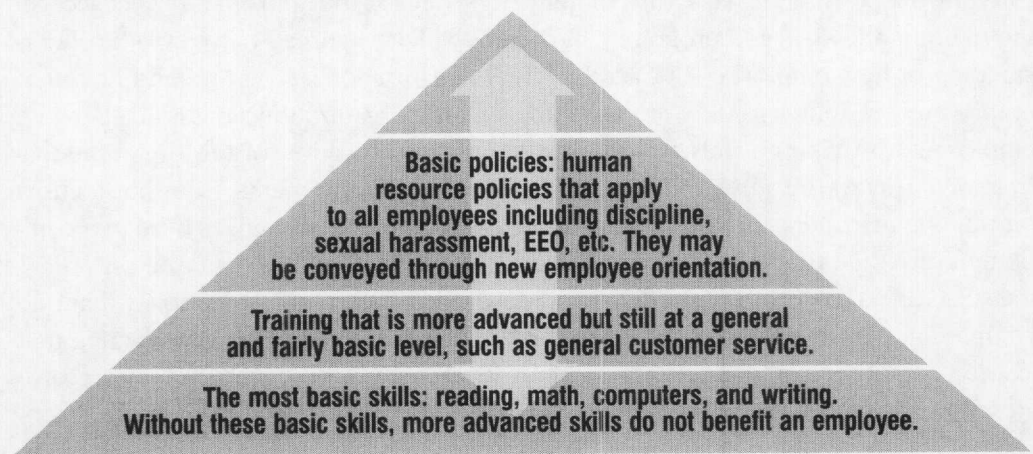 Basic policies: human
resource policies that apply
to all employees including discipline,
sexual harassment, EEO, etc. They may
be conveyed through new employee orientation.
Training that is more advanced but still at a general
and fairly basic level, such as general customer service.
The most basic skills: reading, math, computers, and writing.
Without these basic skills, more advanced skills do not benefit an employee.